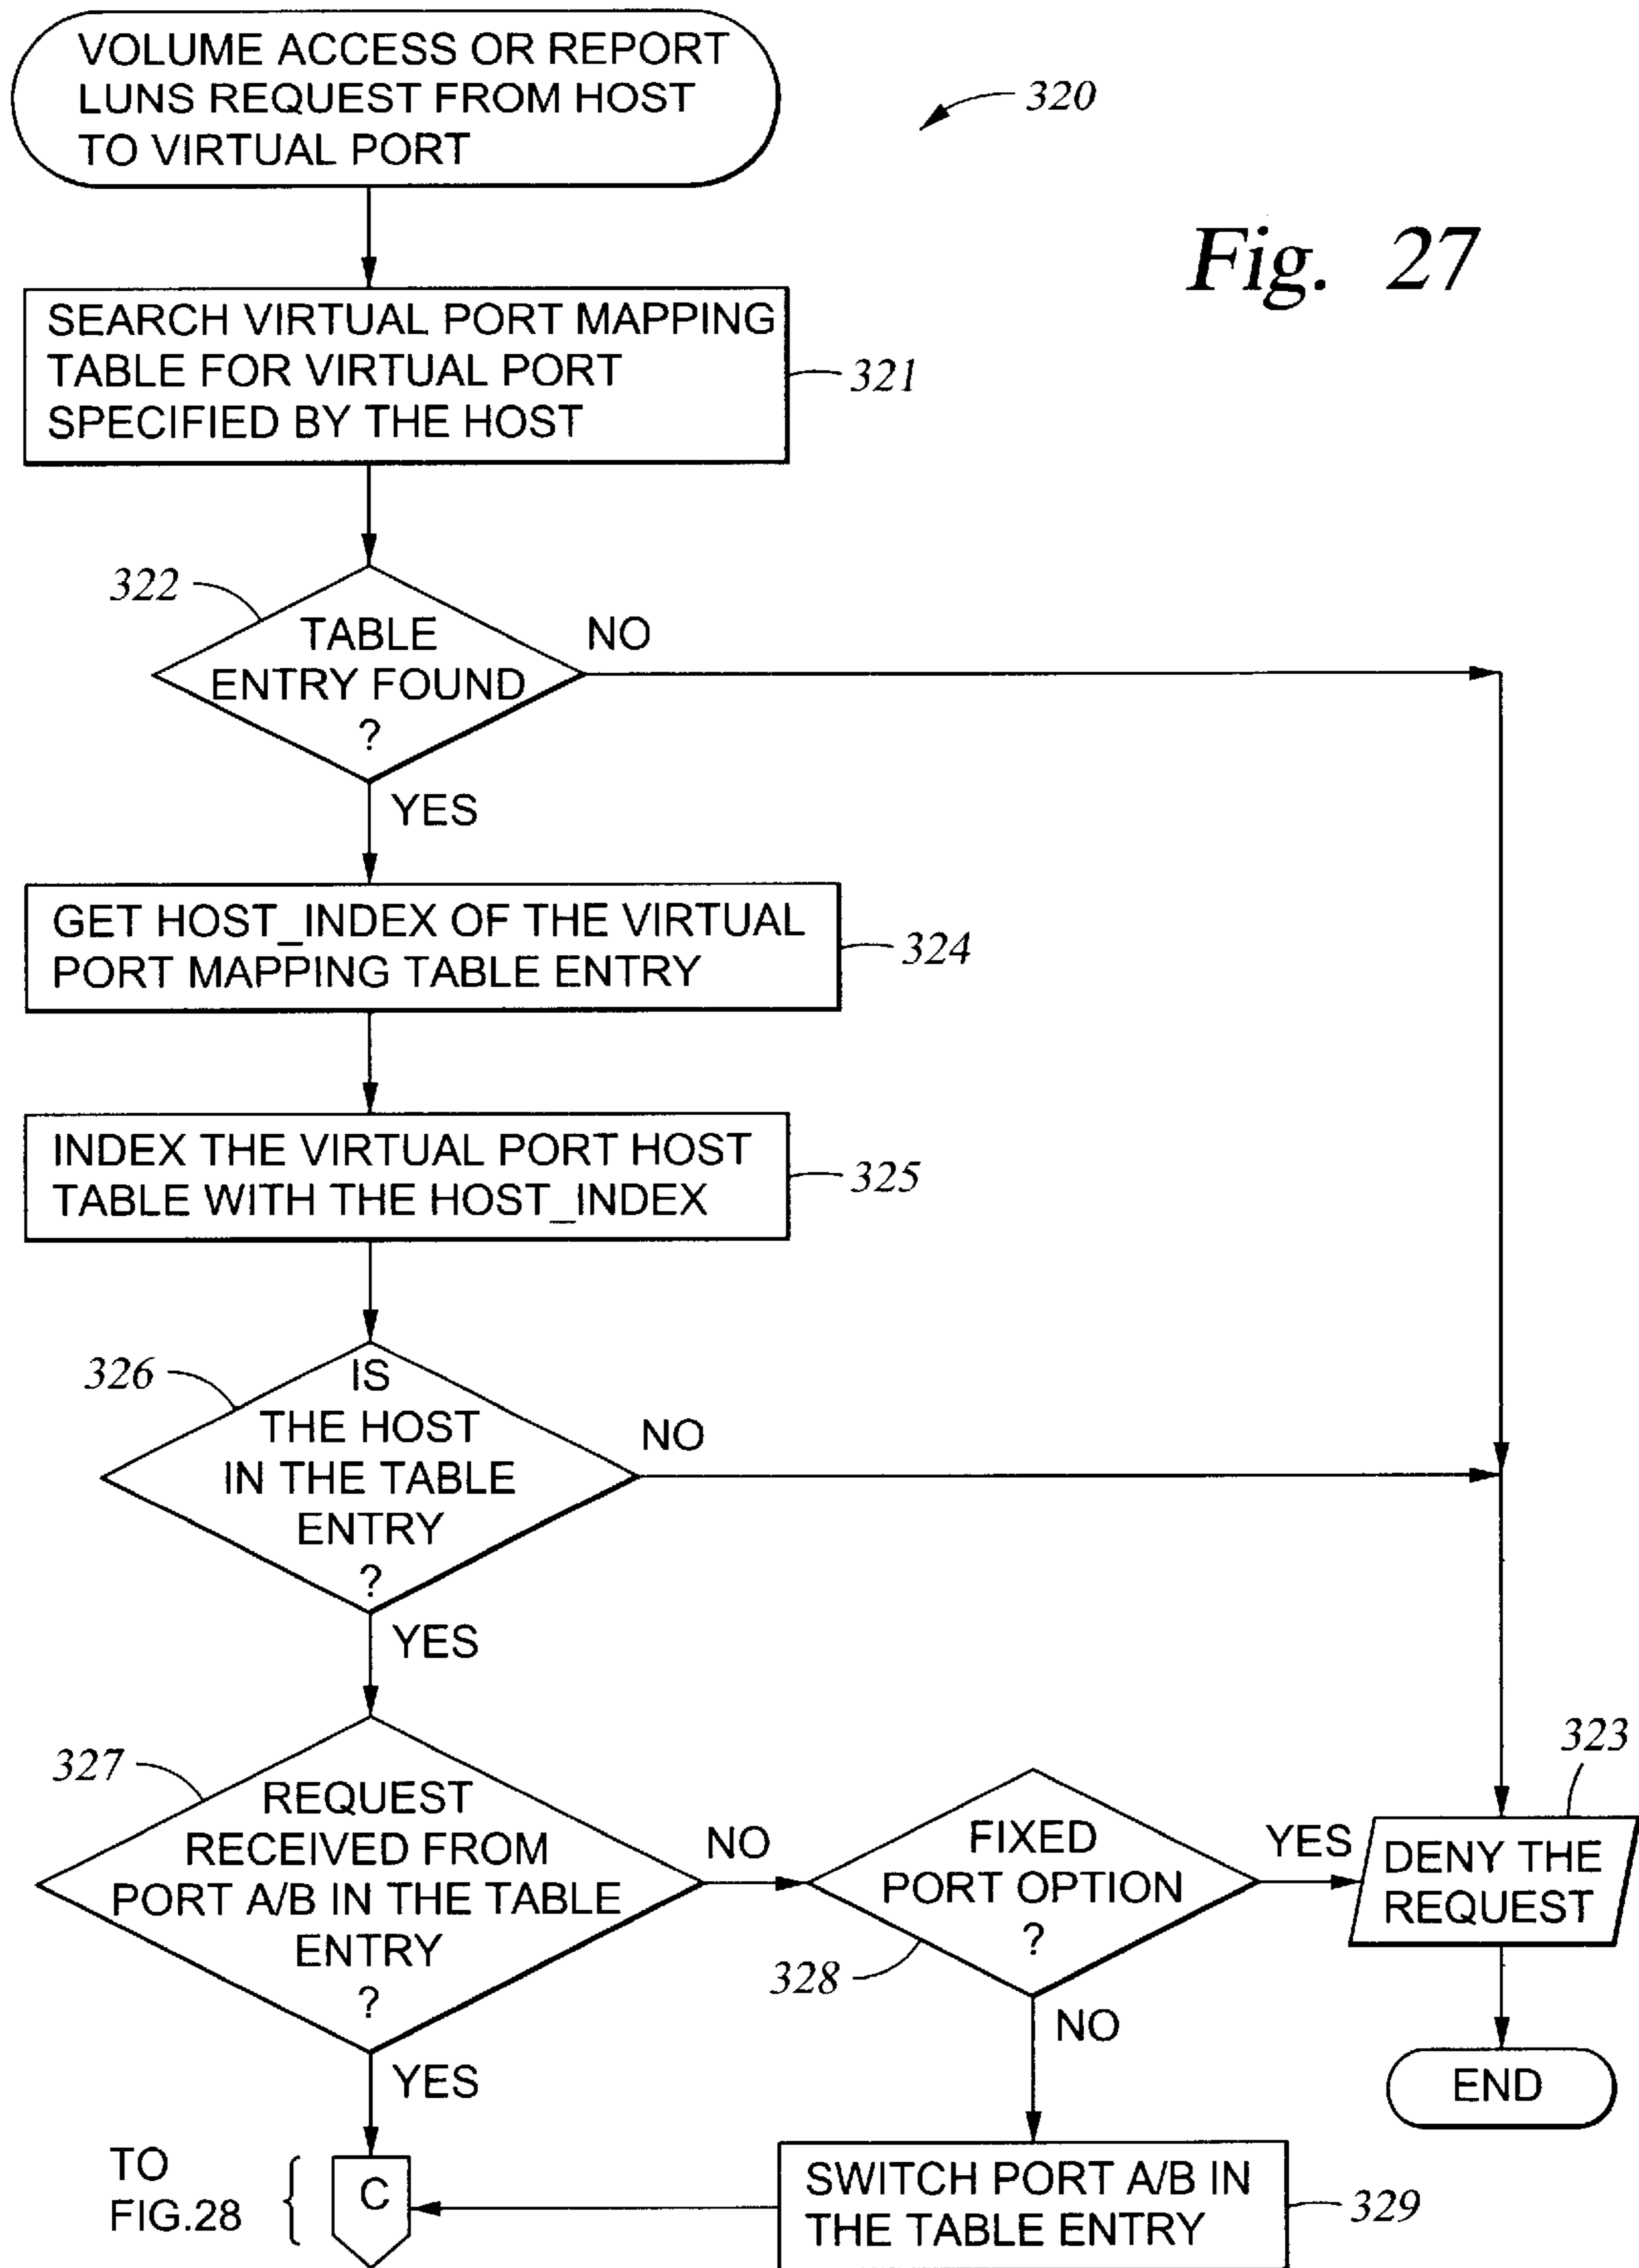 VOLUME ACCESS OR REPORT
LUNS REQUEST FROM HOST
TO VIRTUAL PORT
320
Fig. 27
SEARCH VIRTUAL PORT MAPPING
TABLE FOR VIRTUAL PORT
SPECIFIED BY THE HOST
321
322
TABLE
ENTRY FOUND
?
NO
YES
GET HOST_INDEX OF THE VIRTUAL
PORT MAPPING TABLE ENTRY
324
INDEX THE VIRTUAL PORT HOST
TABLE WITH THE HOST_INDEX
325
326
IS
THE HOST
IN THE TABLE
ENTRY
?
NO
YES
327
REQUEST
RECEIVED FROM
PORT A/B IN THE TABLE
ENTRY
?
NO
YES
FIXED
PORT OPTION
?
328
YES
NO
323
DENY THE
REQUEST
END
TO
FIG.28
C
SWITCH PORT A/B IN
THE TABLE ENTRY
329